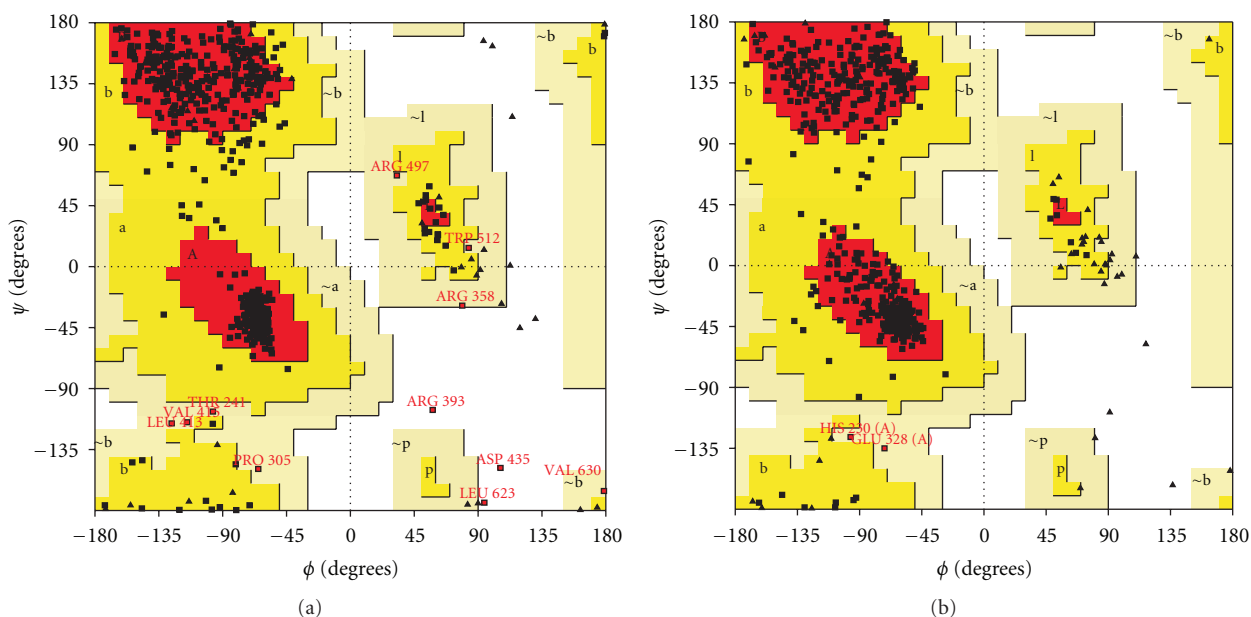 180
135
90
45
0
−45
−90
−135
−180
−135
−90
−45
0
45
90
135
180
ψ (degrees)
ϕ (degrees)
b
~b
~b
b
~l
l
ARG 497
a
A
TRP 512
~a
ARG 358
THR 241
VAL 415
LEU 413
ARG 393
~b
b
PRO 305
~p
p
ASP 435
VAL 630
~b
LEU 623
(a)
180
135
90
45
0
−45
−90
−135
−180
−135
−90
−45
0
45
90
135
180
ψ (degrees)
ϕ (degrees)
b
~b
~b
b
~l
l
L
a
~a
HIS 230 (A)
GLU 328 (A)
~b
b
~p
p
~b
(b)